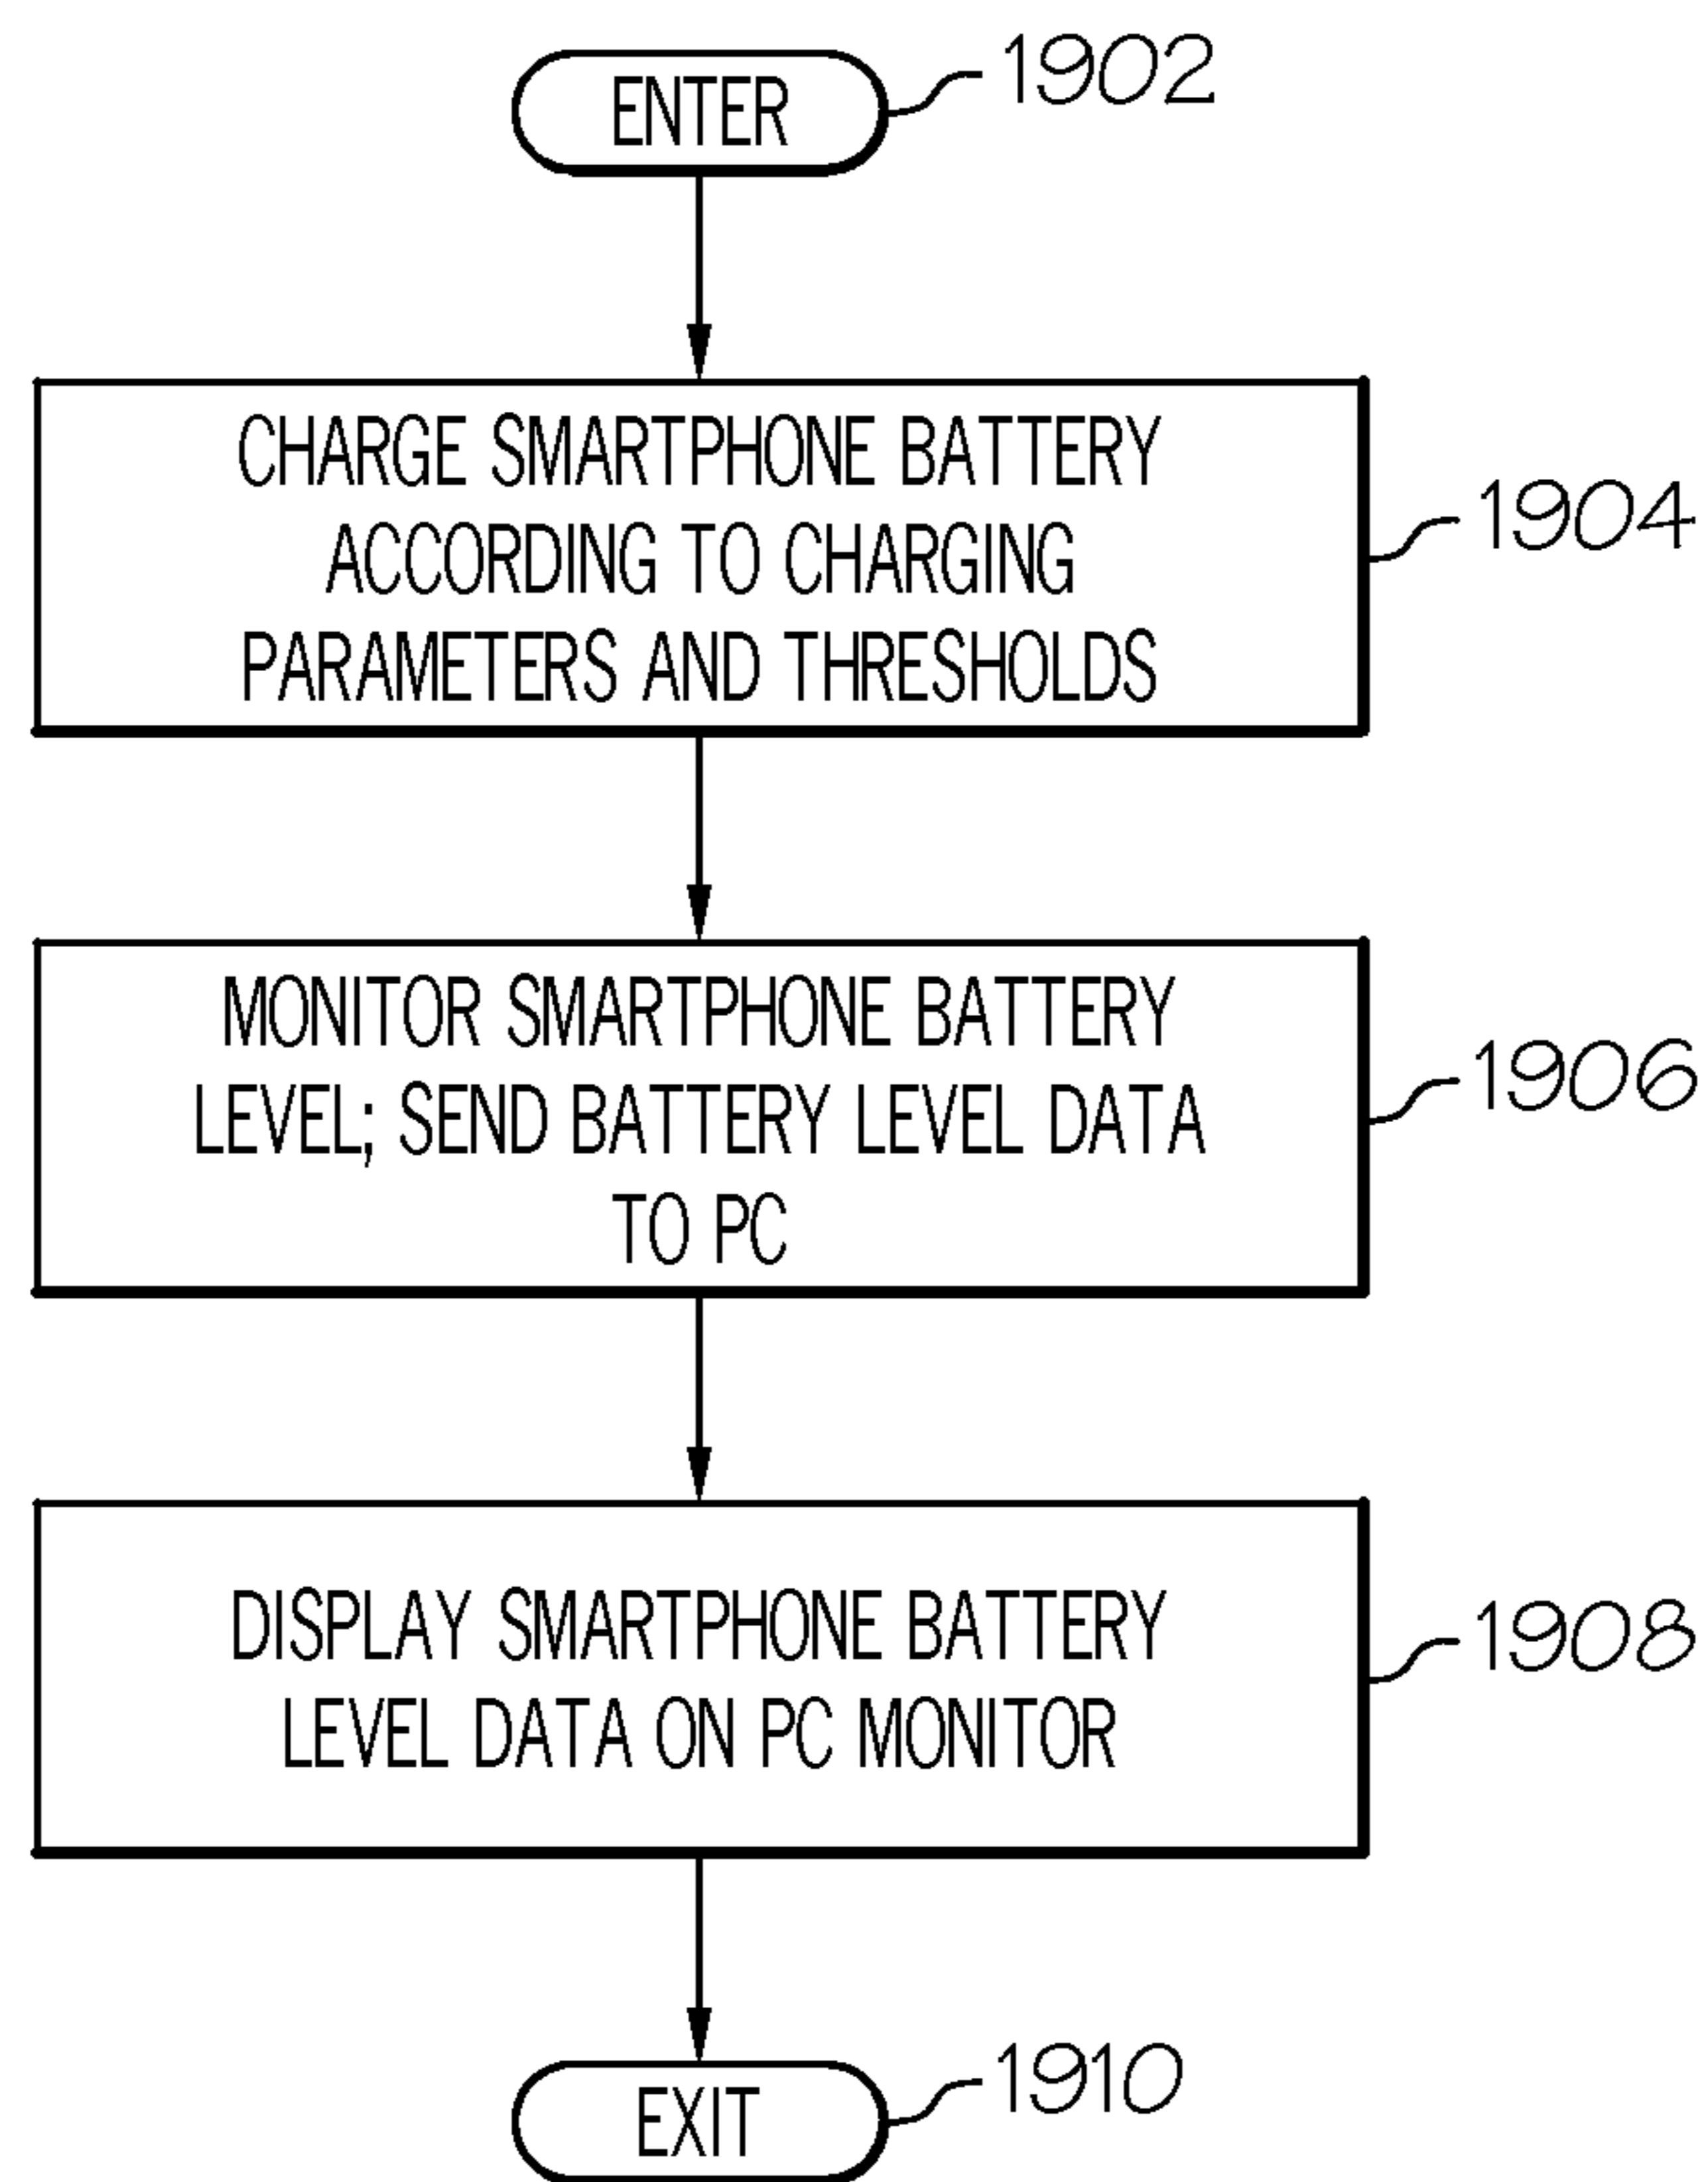 ENTER
1902
CHARGE SMARTPHONE BATTERY
ACCORDING TO CHARGING
PARAMETERS AND THRESHOLDS
1904
MONITOR SMARTPHONE BATTERY
LEVEL; SEND BATTERY LEVEL DATA
TO PC
1906
DISPLAY SMARTPHONE BATTERY
LEVEL DATA ON PC MONITOR
1908
EXIT
1910